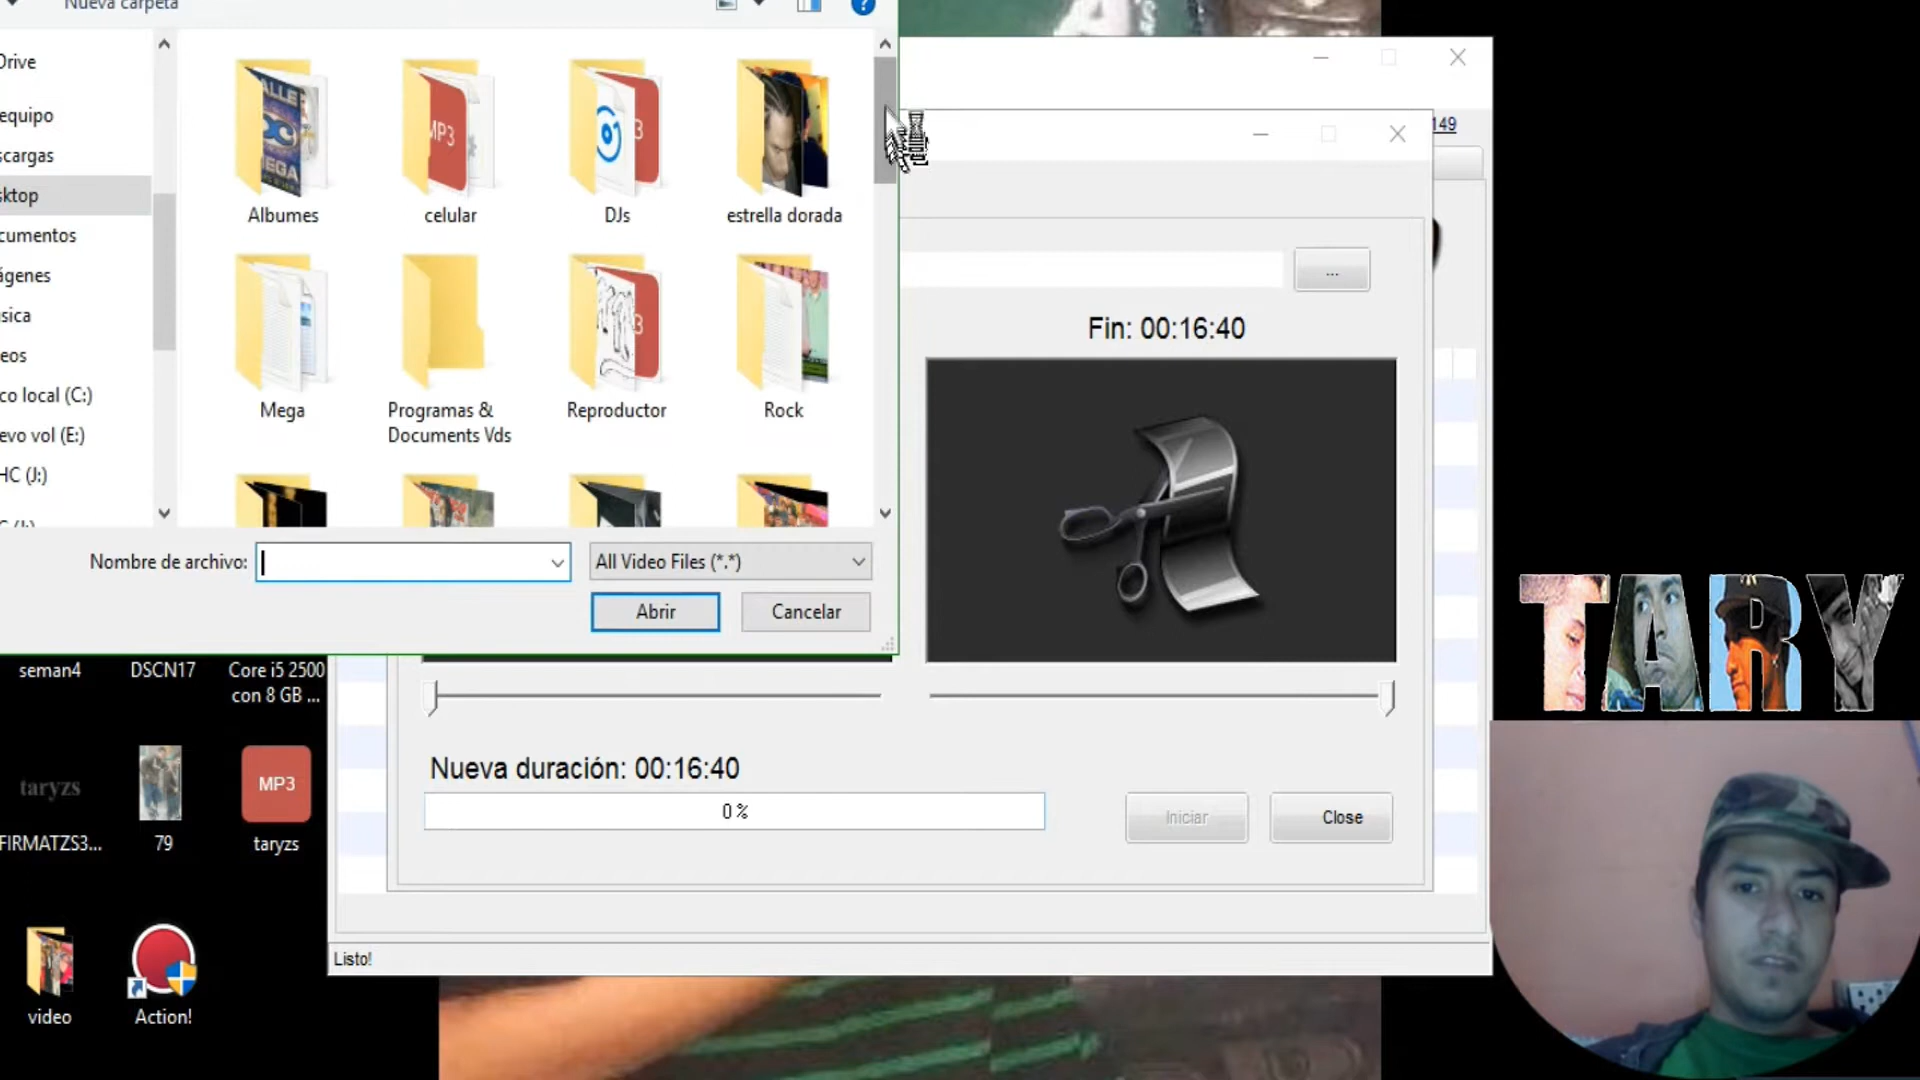 Nueva carpeta
Drive
equipo
scargas
sktop
cumentos
ágenes
sica
eos
co local (C:)
evo vol (E:)
HC (J:)
Albumes
celular
DJs
estrella dorada
Mega
Programas &
Documents Vds
Reproductor
Rock
MP3
Nombre de archivo:
All Video Files (*.*)
Abrir
Cancelar
149
...
Fin: 00:16:40
Nueva duración: 00:16:40
0 %
Iniciar
Close
Listo!
seman4
DSCN17
Core i5 2500
con 8 GB ...
taryzs
MP3
FIRMATZS3...
79
taryzs
video
Action!
TARY